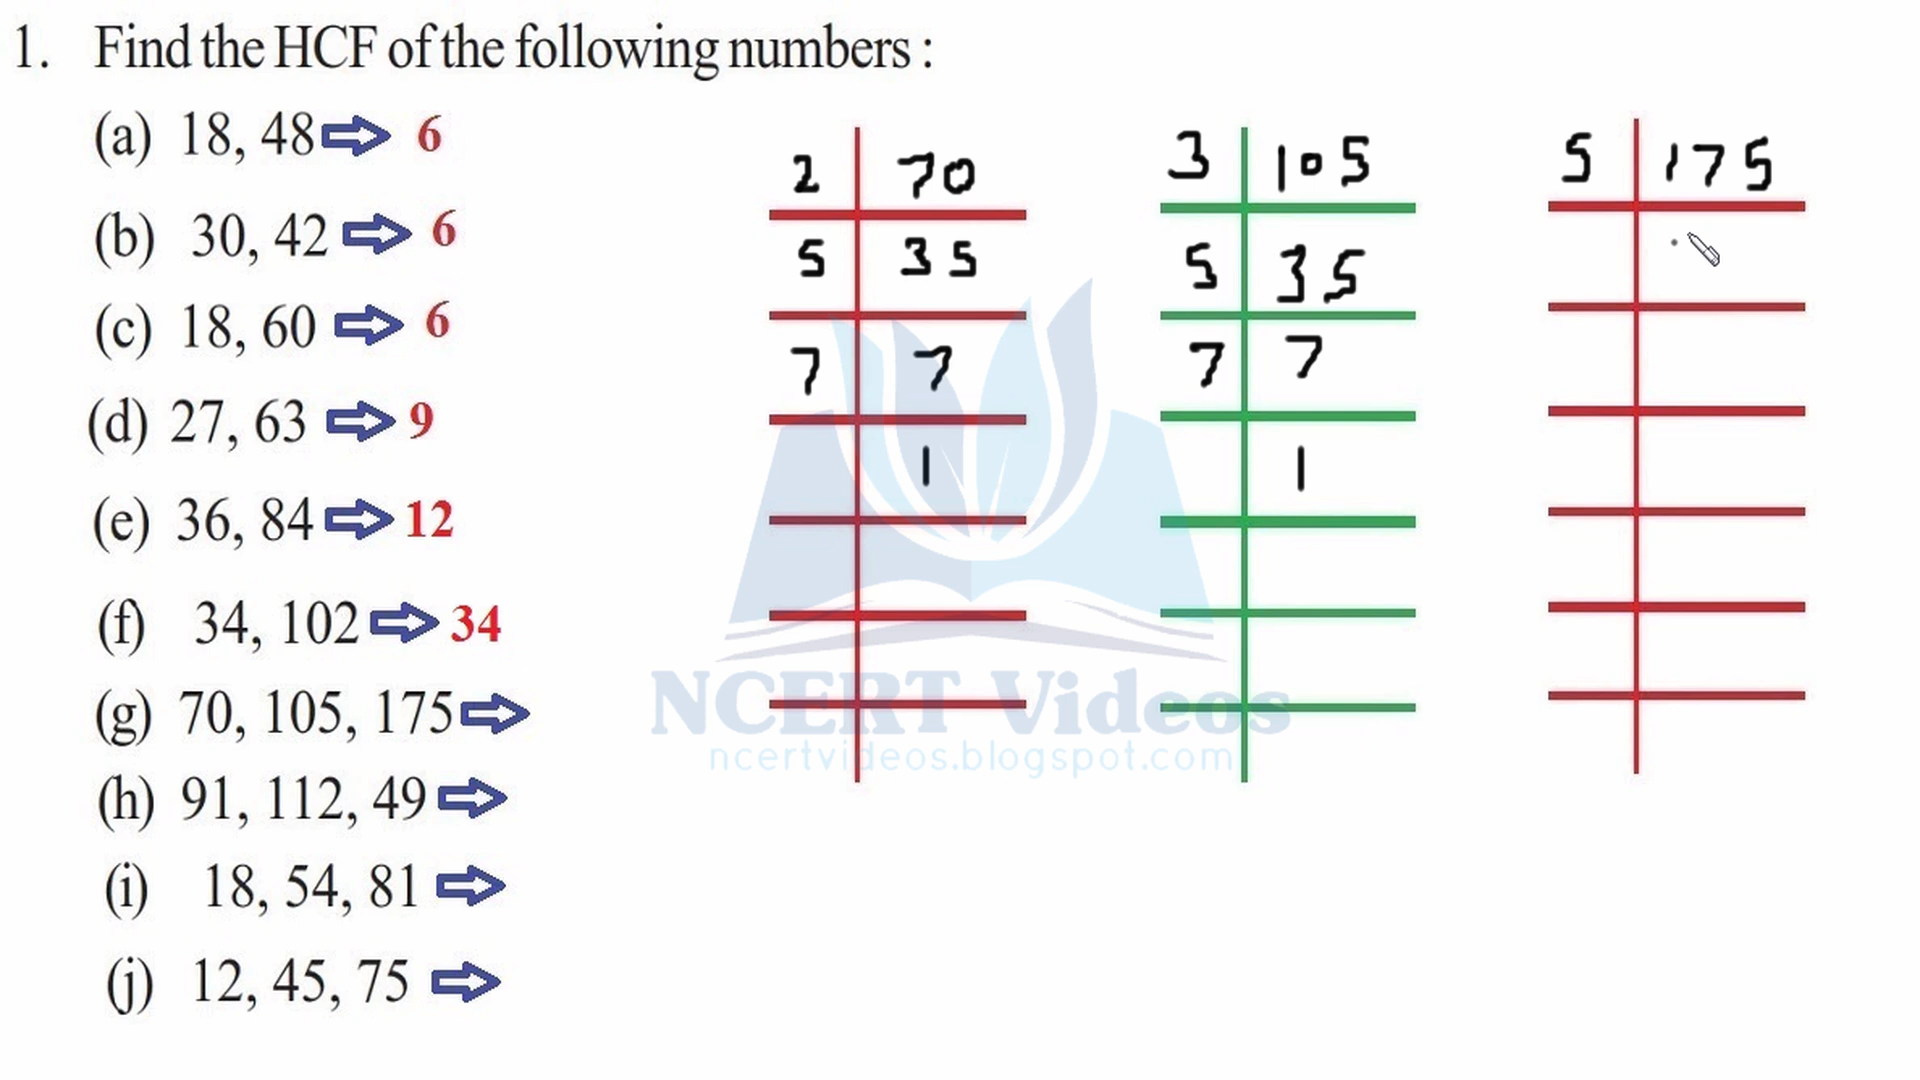 1. Find the HCF of the following numbers :
(a) 18, 48 6
(b) 30, 42 6
(c) 18, 60 6
(d) 27, 63 9
(e) 36, 84 12
(f) 34, 102 34
(g) 70, 105, 175
(h) 91, 112, 49
(i) 18, 54, 81
(j) 12, 45, 75
2 70
5 35
7 7
1
3 105
5 35
7 7
1
5 175
NCERT Videos
ncertvideos.blogspot.com